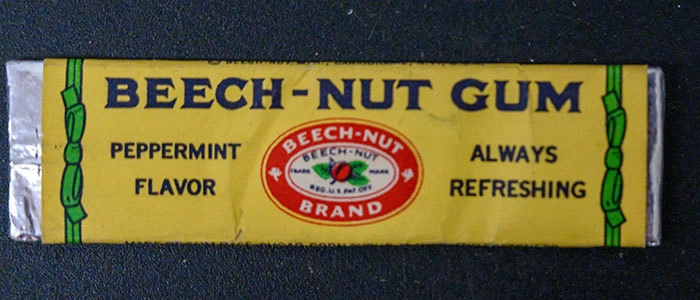 BEECH-NUT GUM
PEPPERMINT
FLAVOR
BEECH-NUT
BEECH-NUT
TRADE MARK
REG. U.S. PAT. OFF.
BRAND
ALWAYS
REFRESHING